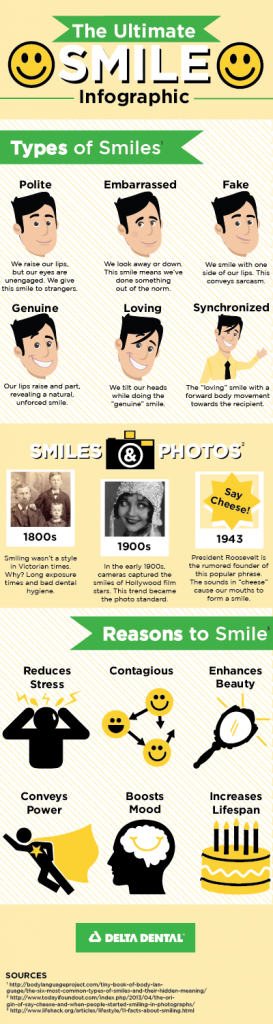 The Ultimate
SMILE
Infographic
Types of Smiles¹
Polite
We raise our lips,
but our eyes are
unengaged. We give
this smile to strangers.
Embarrassed
We look away or down.
This smile means we've
done something
out of the norm.
Fake
We smile with one
side of our lips. This
conveys sarcasm.
Genuine
Our lips raise and part,
revealing a natural,
unforced smile.
Loving
We tilt our heads
while doing the
"genuine" smile.
Synchronized
The "loving" smile with a
forward body movement
towards the recipient.
SMILES & PHOTOS²
1800s
Smiling wasn't a style
in Victorian times.
Why? Long exposure
times and bad dental
hygiene.
1900s
In the early 1900s,
cameras captured the
smiles of Hollywood film
stars. This trend became
the photo standard.
Say
Cheese!
1943
President Roosevelt is
the rumored founder of
this popular phrase.
The sounds in "cheese"
cause our mouths to
form a smile.
Reasons to Smile³
Reduces
Stress
Contagious
Enhances
Beauty
Conveys
Power
Boosts
Mood
Increases
Lifespan
DELTA DENTAL
SOURCES
¹ http://bodylanguageproject.com/tiny-book-of-body-lan-
guage/the-six-most-common-types-of-smiles-and-their-hidden-meaning/
² http://www.todayifoundout.com/index.php/2013/04/the-ori-
gin-of-say-cheese-and-when-people-started-smiling-in-photographs/
³ http://www.lifehack.org/articles/lifestyle/11-facts-about-smiling.html